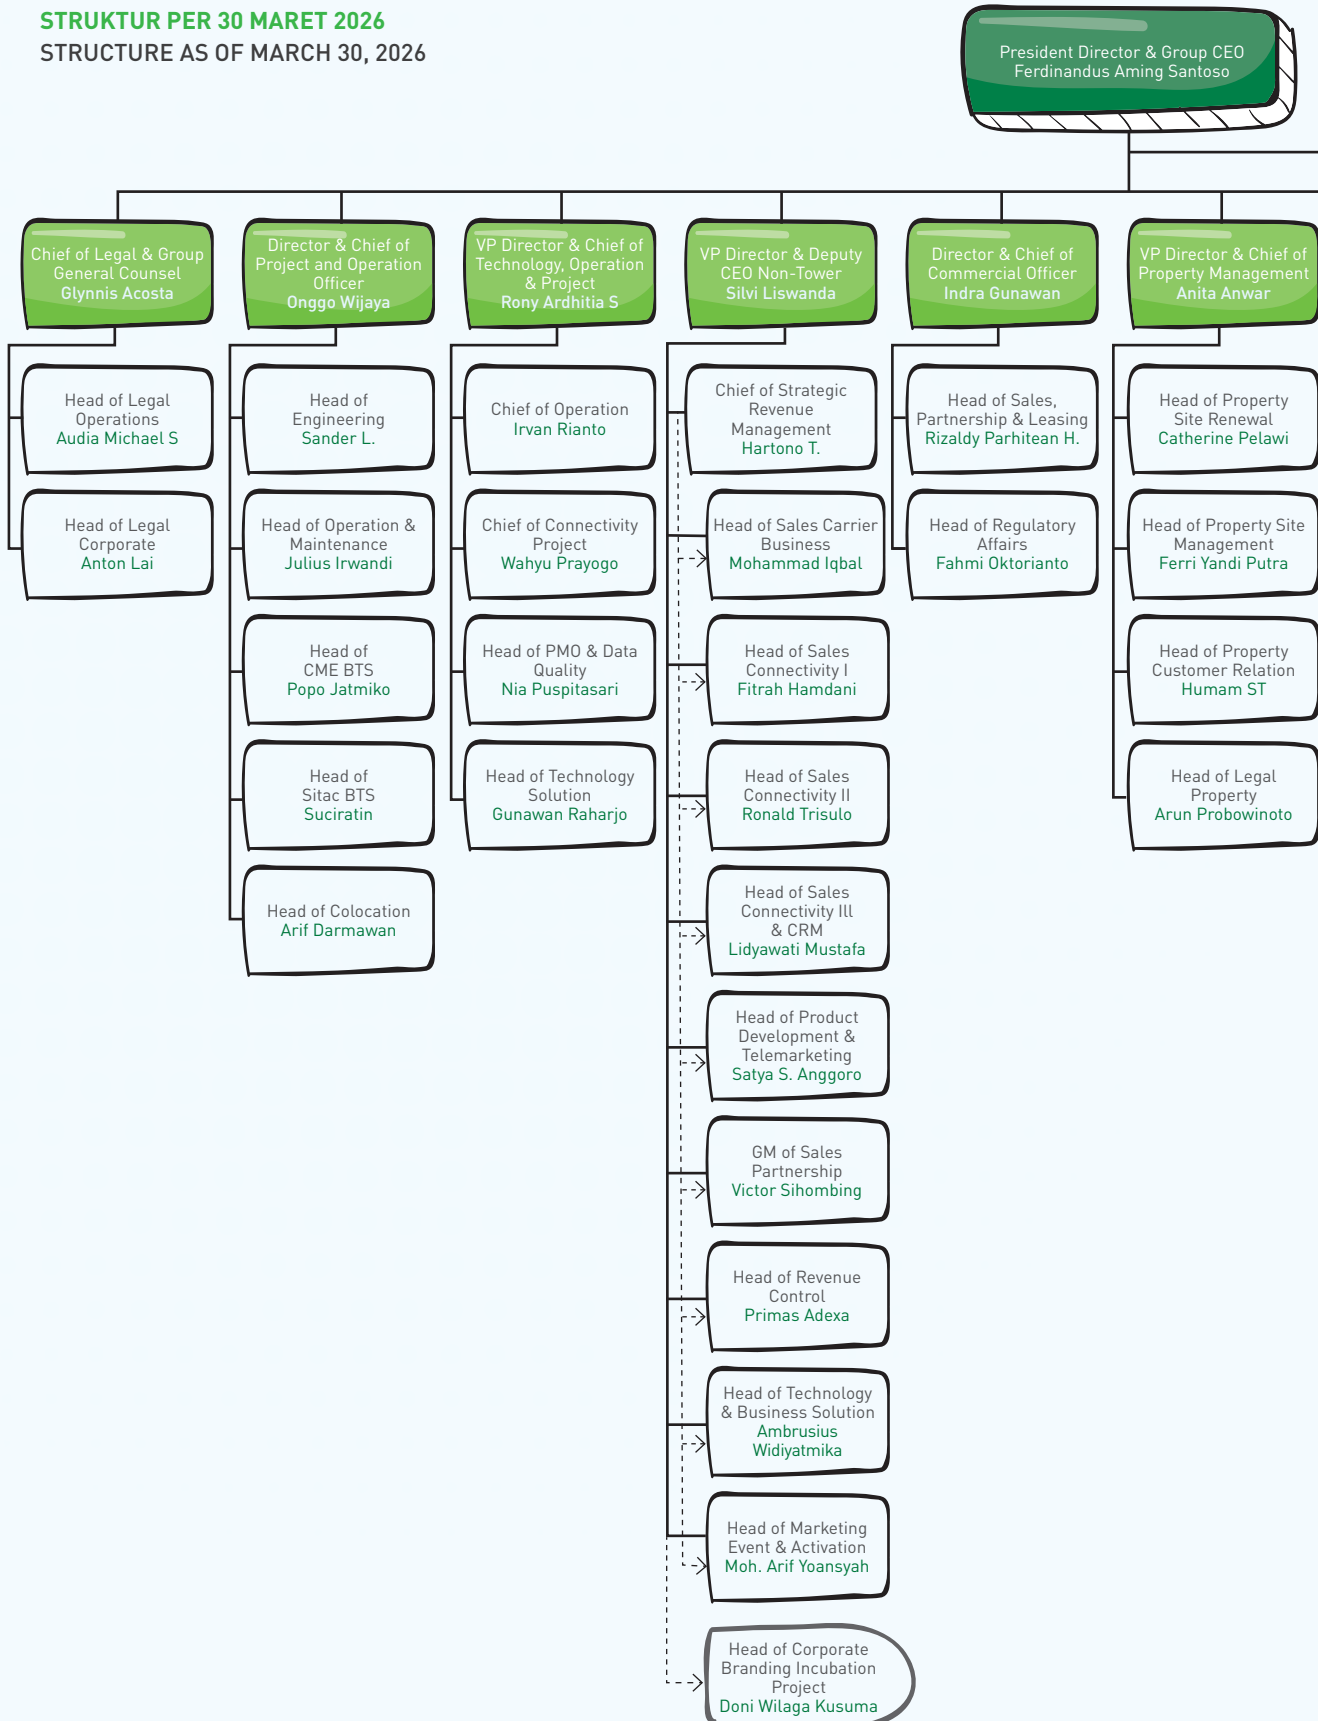 STRUKTUR PER 30 MARET 2026
STRUCTURE AS OF MARCH 30, 2026
President Director & Group CEO
Ferdinandus Aming Santoso
Chief of Legal & Group
General Counsel
Glynnis Acosta
Head of Legal
Operations
Audia Michael S
Head of Legal
Corporate
Anton Lai
Director & Chief of
Project and Operation
Officer
Onggo Wijaya
Head of
Engineering
Sander L.
Head of Operation &
Maintenance
Julius Irwandi
Head of
CME BTS
Popo Jatmiko
Head of
Sitac BTS
Suciratin
Head of Colocation
Arif Darmawan
VP Director & Chief of
Technology, Operation
& Project
Rony Ardhitia S
Chief of Operation
Irvan Rianto
Chief of Connectivity
Project
Wahyu Prayogo
Head of PMO & Data
Quality
Nia Puspitasari
Head of Technology
Solution
Gunawan Raharjo
VP Director & Deputy
CEO Non-Tower
Silvi Liswanda
Chief of Strategic
Revenue
Management
Hartono T.
Head of Sales Carrier
Business
Mohammad Iqbal
Head of Sales
Connectivity I
Fitrah Hamdani
Head of Sales
Connectivity II
Ronald Trisulo
Head of Sales
Connectivity Ill
& CRM
Lidyawati Mustafa
Head of Product
Development &
Telemarketing
Satya S. Anggoro
GM of Sales
Partnership
Victor Sihombing
Head of Revenue
Control
Primas Adexa
Head of Technology
& Business Solution
Ambrusius
Widiyatmika
Head of Marketing
Event & Activation
Moh. Arif Yoansyah
Head of Corporate
Branding Incubation
Project
Doni Wilaga Kusuma
Director & Chief of
Commercial Officer
Indra Gunawan
Head of Sales,
Partnership & Leasing
Rizaldy Parhitean H.
Head of Regulatory
Affairs
Fahmi Oktorianto
VP Director & Chief of
Property Management
Anita Anwar
Head of Property
Site Renewal
Catherine Pelawi
Head of Property Site
Management
Ferri Yandi Putra
Head of Property
Customer Relation
Humam ST
Head of Legal
Property
Arun Probowinoto